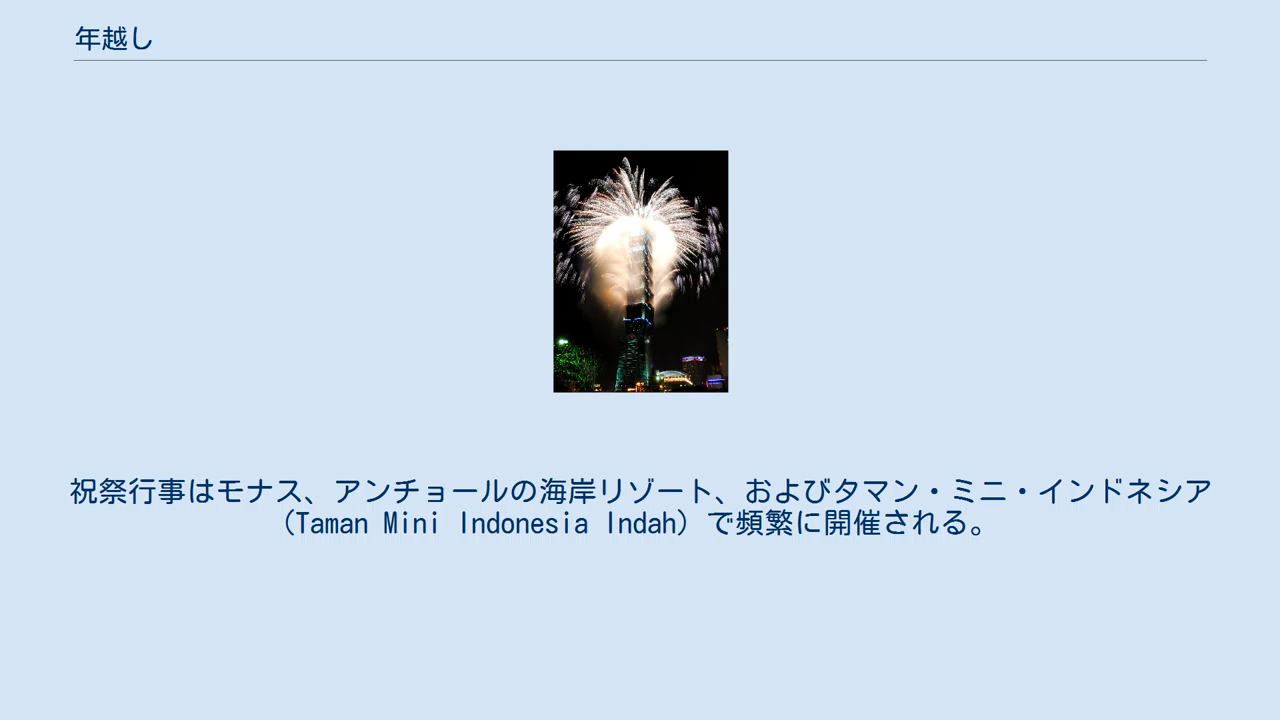 年越し
祝祭行事はモナス、アンチョールの海岸リゾート、およびタマン・ミニ・インドネシア
（Taman Mini Indonesia Indah）で頻繁に開催される。